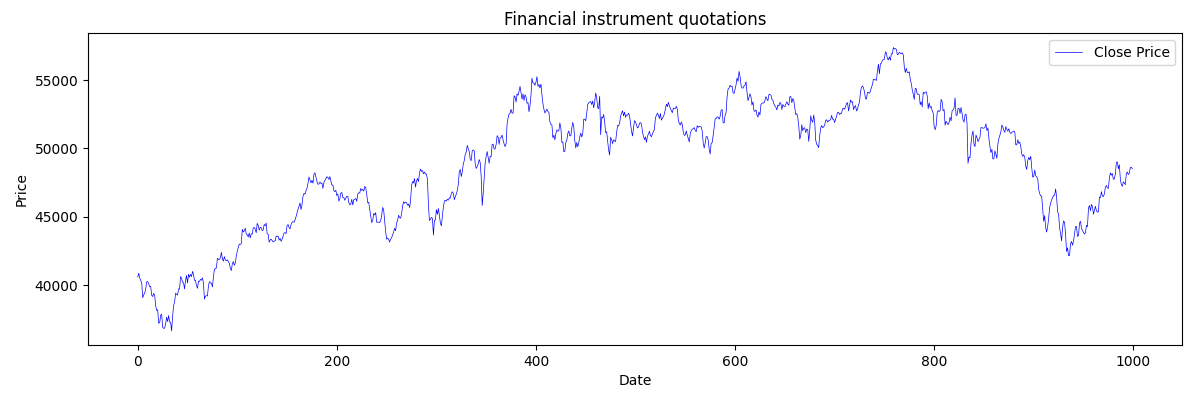 Financial instrument quotations
Close Price
55000
50000
45000
40000
Price
0 200 400 600 800 1000
Date